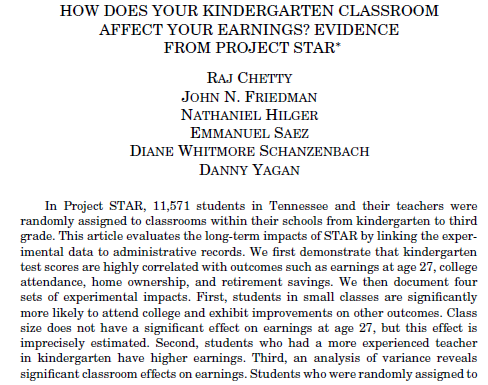 HOW DOES YOUR KINDERGARTEN CLASSROOM
AFFECT YOUR EARNINGS? EVIDENCE
FROM PROJECT STAR*
RAJ CHETTY
JOHN N. FRIEDMAN
NATHANIEL HILGER
EMMANUEL SAEZ
DIANE WHITMORE SCHANZENBACH
DANNY YAGAN
In Project STAR, 11,571 students in Tennessee and their teachers were
randomly assigned to classrooms within their schools from kindergarten to third
grade. This article evaluates the long-term impacts of STAR by linking the exper-
imental data to administrative records. We first demonstrate that kindergarten
test scores are highly correlated with outcomes such as earnings at age 27, college
attendance, home ownership, and retirement savings. We then document four
sets of experimental impacts. First, students in small classes are significantly
more likely to attend college and exhibit improvements on other outcomes. Class
size does not have a significant effect on earnings at age 27, but this effect is
imprecisely estimated. Second, students who had a more experienced teacher
in kindergarten have higher earnings. Third, an analysis of variance reveals
significant classroom effects on earnings. Students who were randomly assigned to